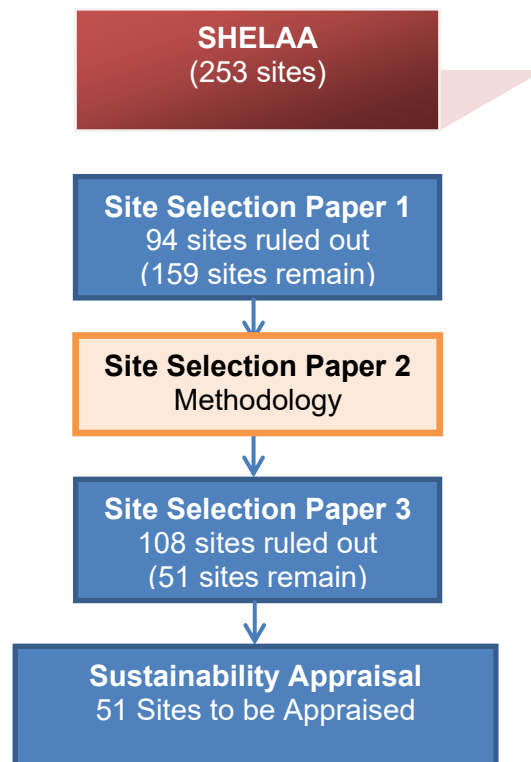 SHELAA
(253 sites)
Site Selection Paper 1
94 sites ruled out
(159 sites remain)
Site Selection Paper 2
Methodology
Site Selection Paper 3
108 sites ruled out
(51 sites remain)
Sustainability Appraisal
51 Sites to be Appraised